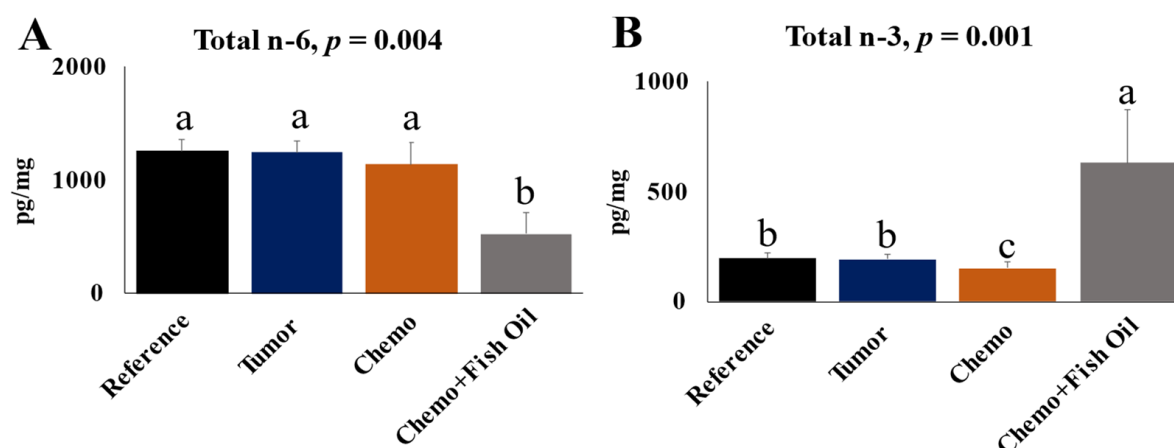 A
Total n-6, p = 0.004
2000
1000
0
pg/mg
a
a
a
b
Reference
Tumor
Chemo
Chemo+Fish Oil
B
Total n-3, p = 0.001
1000
500
0
pg/mg
b
b
c
a
Reference
Tumor
Chemo
Chemo+Fish Oil